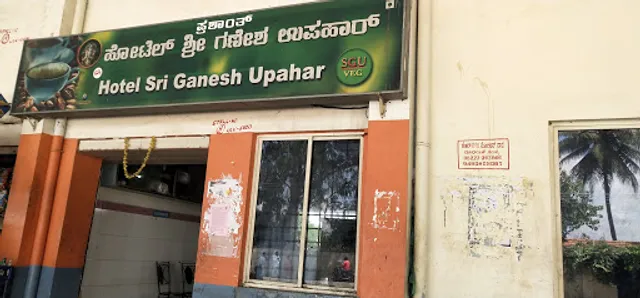 ಪ್ರಶಾಂತ್
ಹೋಟೆಲ್ ಶ್ರೀ ಗಣೇಶ ಉಪಹಾರ್
Hotel Sri Ganesh Upahar
SGU
VEG